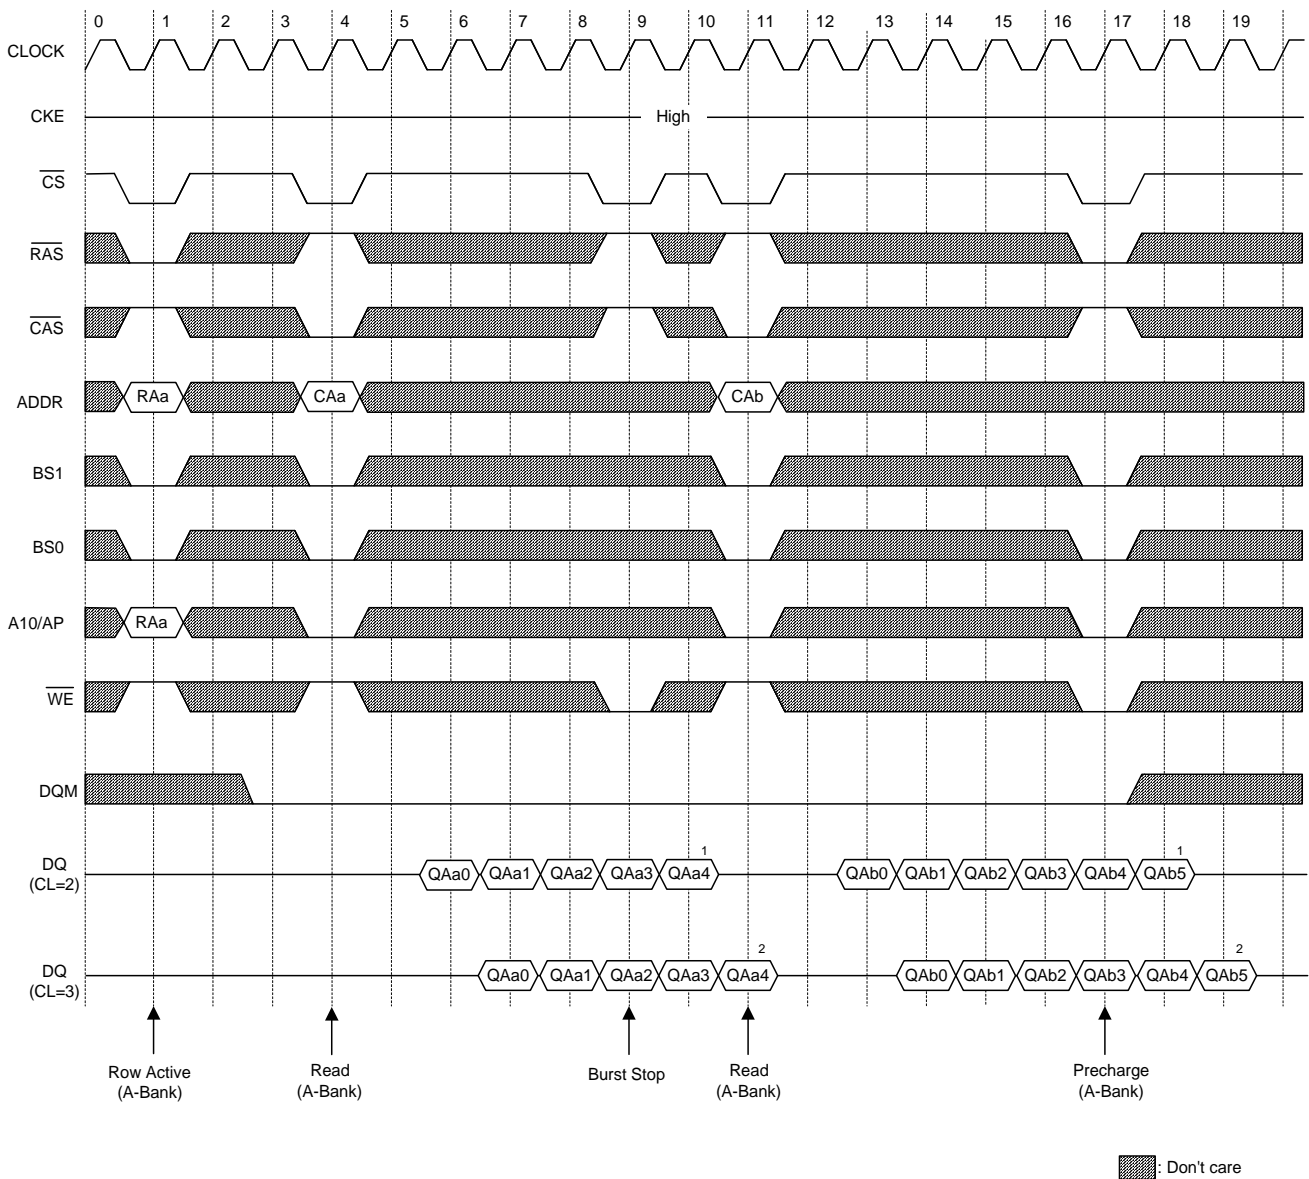 0 1 2 3 4 5 6 7 8 9 10 11 12 13 14 15 16 17 18 19
CLOCK
CKE High
CS
RAS
CAS
ADDR RAa CAa CAb
BS1
BS0
A10/AP RAa
WE
DQM
1 1
DQ
(CL=2) QAa0 QAa1 QAa2 QAa3 QAa4 QAb0 QAb1 QAb2 QAb3 QAb4 QAb5
2 2
DQ
(CL=3) QAa0 QAa1 QAa2 QAa3 QAa4 QAb0 QAb1 QAb2 QAb3 QAb4 QAb5
Row Active
(A-Bank)
Read
(A-Bank)
Burst Stop
Read
(A-Bank)
Precharge
(A-Bank)
: Don't care